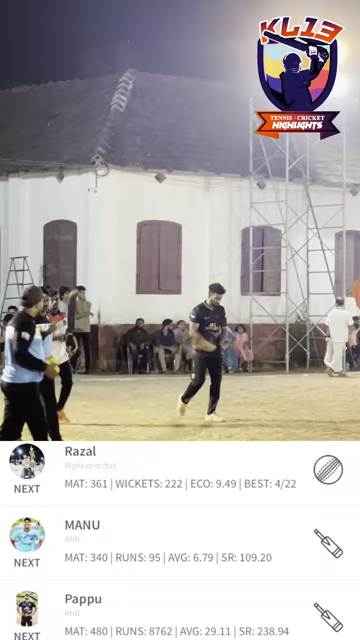 KL13
TENNIS CRICKET
HIGHLIGHTS
Razal
Right-arm fast
NEXT
MAT: 361 | WICKETS: 222 | ECO: 9.49 | BEST: 4/22
MANU
RHB
NEXT
MAT: 340 | RUNS: 95 | AVG: 6.79 | SR: 109.20
Pappu
RHB
NEXT
MAT: 480 | RUNS: 8762 | AVG: 29.11 | SR: 238.94